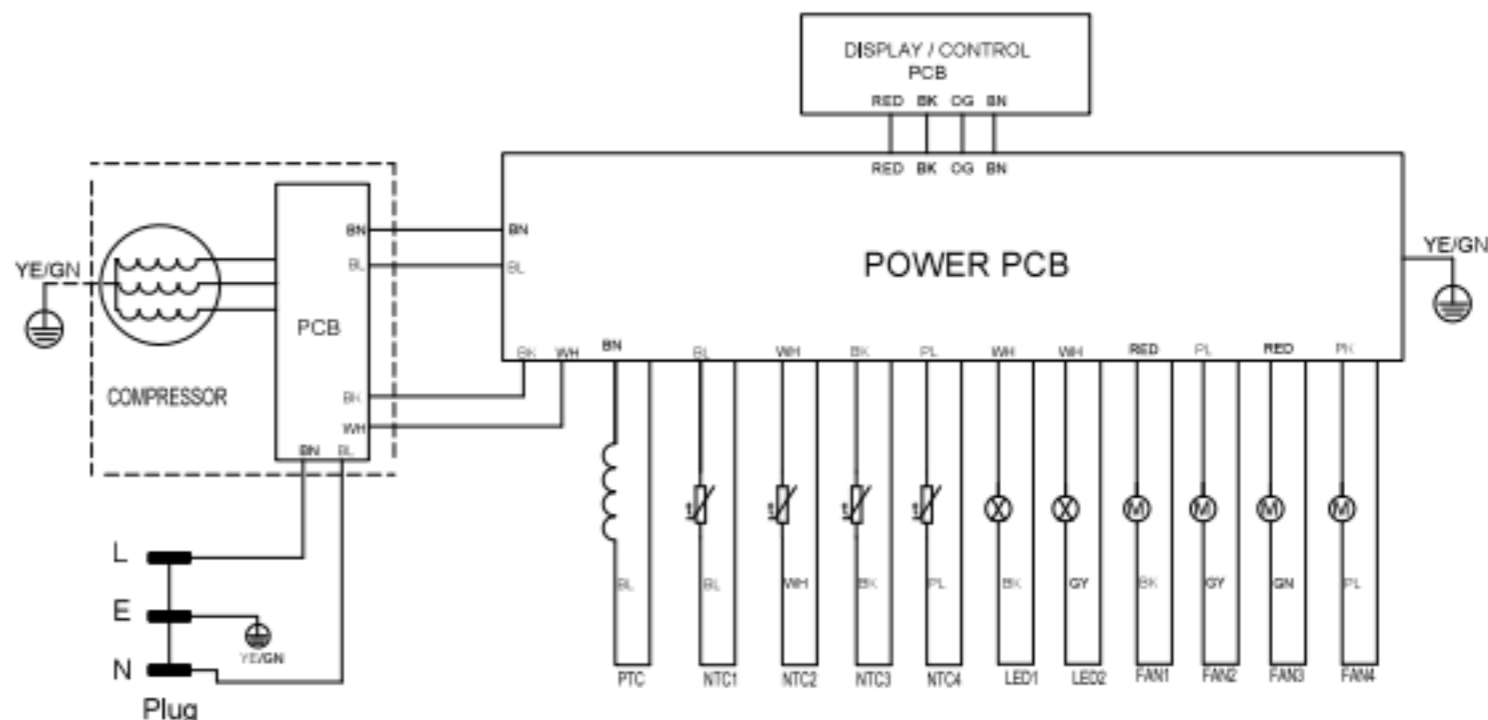 DISPLAY / CONTROL
PCB
RED BK OG BN
RED BK OG BN
BN
BN
BL
BL
YE/GN
YE/GN
POWER PCB
PCB
COMPRESSOR
BK WH BN BL WH BK PL WH WH RED PL RED PK
BK
WH
BN BL
L
E
N
YE/GN
Plug
BL BL WH BK PL BK GY BK GY GN PL
PTC NTC1 NTC2 NTC3 NTC4 LED1 LED2 FAN1 FAN2 FAN3 FAN4